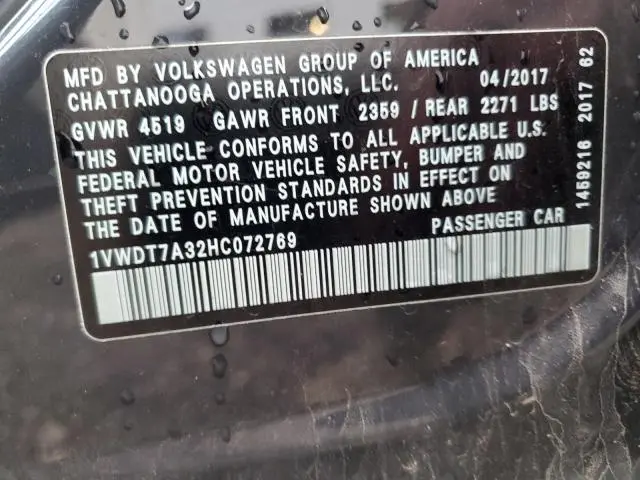 MFD BY VOLKSWAGEN GROUP OF AMERICA
CHATTANOOGA OPERATIONS, LLC. 04/2017
GVWR 4519 GAWR FRONT 2359 / REAR 2271 LBS
THIS VEHICLE CONFORMS TO ALL APPLICABLE U.S.
FEDERAL MOTOR VEHICLE SAFETY, BUMPER AND
THEFT PREVENTION STANDARDS IN EFFECT ON
THE DATE OF MANUFACTURE SHOWN ABOVE
1VWDT7A32HC072769 PASSENGER CAR
1459216 2017 62